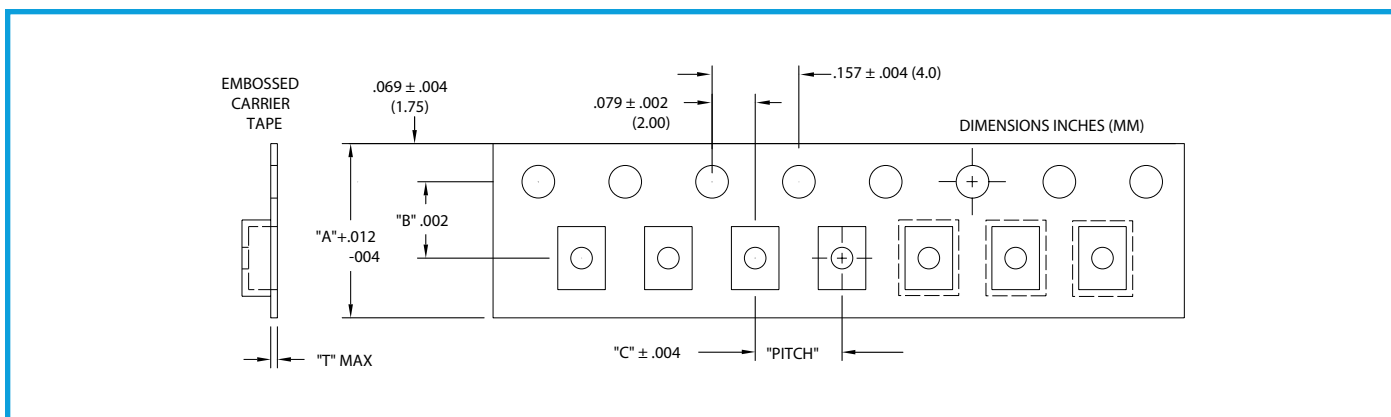 EMBOSSED
CARRIER
TAPE
.069 ± .004
(1.75)
.079 ± .002
(2.00)
.157 ± .004 (4.0)
DIMENSIONS INCHES (MM)
"B" .002
"A"+.012
-004
"T" MAX
"C" ± .004
"PITCH"